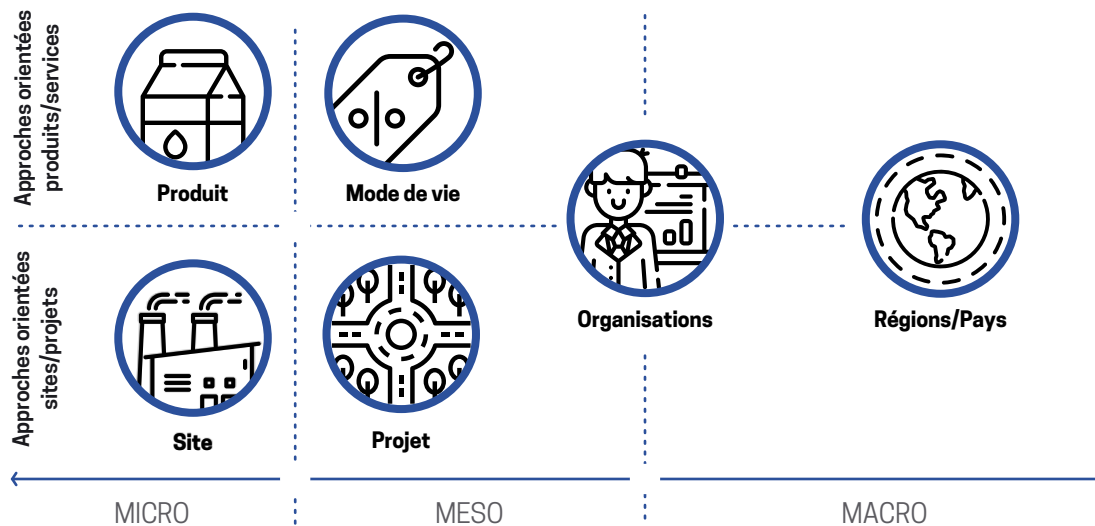 Approches orientées
produits/services
Produit
Mode de vie
Organisations
Régions/Pays
Approches orientées
sites/projets
Site
Projet
MICRO
MESO
MACRO